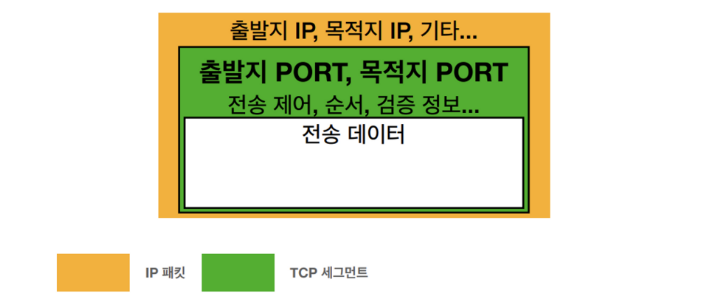 출발지 IP, 목적지 IP, 기타...
출발지 PORT, 목적지 PORT
전송 제어, 순서, 검증 정보...
전송 데이터
IP 패킷
TCP 세그먼트